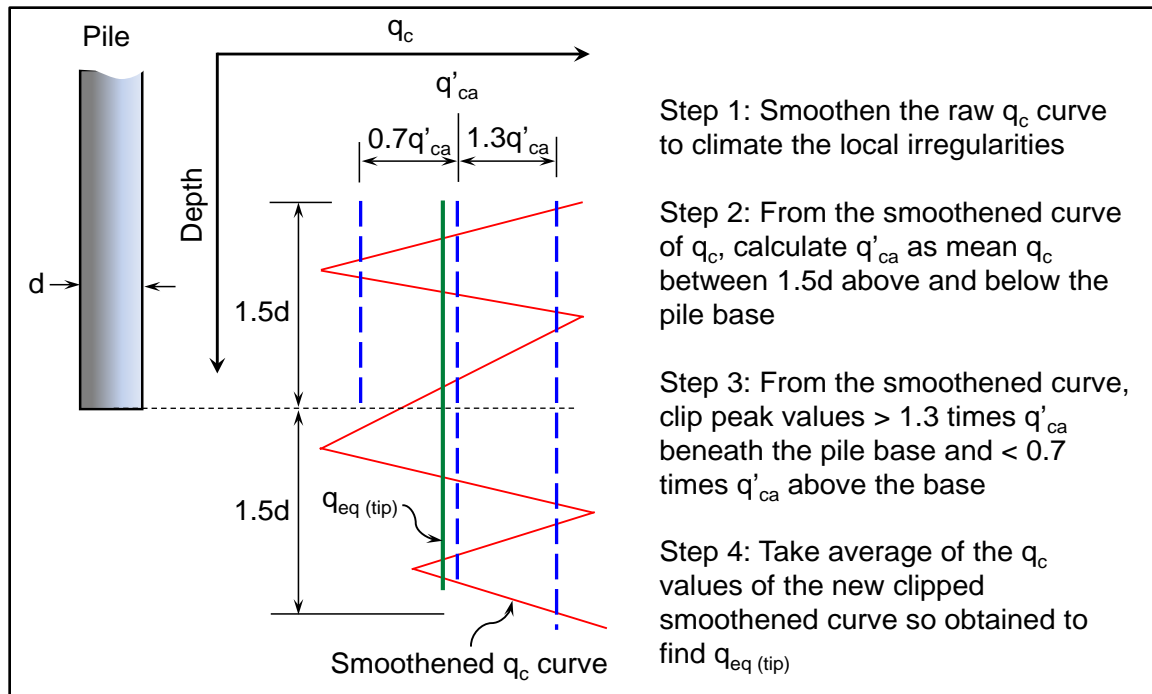 Pile
q_c
q'_ca
0.7q'_ca
1.3q'_ca
Depth
d
1.5d
1.5d
q_eq (tip)
Smoothened q_c curve
Step 1: Smoothen the raw q_c curve
to climate the local irregularities
Step 2: From the smoothened curve
of q_c, calculate q'_ca as mean q_c
between 1.5d above and below the
pile base
Step 3: From the smoothened curve,
clip peak values > 1.3 times q'_ca
beneath the pile base and < 0.7
times q'_ca above the base
Step 4: Take average of the q_c
values of the new clipped
smoothened curve so obtained to
find q_eq (tip)